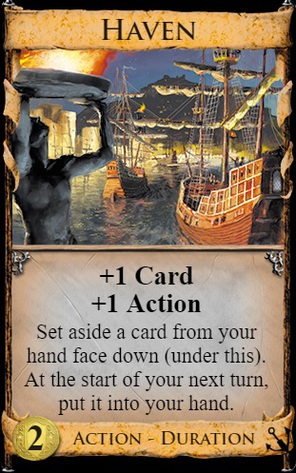 HAVEN
+1 Card
+1 Action
Set aside a card from your
hand face down (under this).
At the start of your next turn,
put it into your hand.
2 ACTION - DURATION